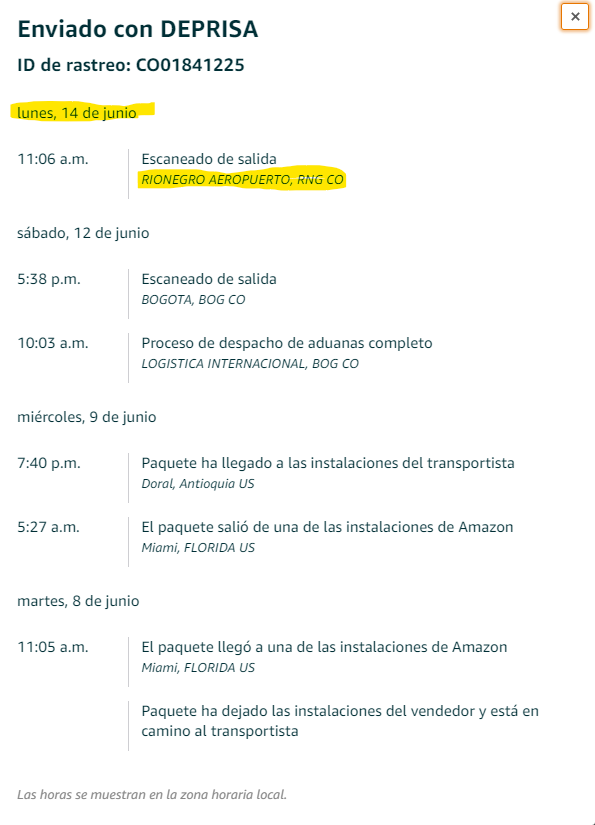 Enviado con DEPRISA
ID de rastreo: CO01841225
lunes, 14 de junio
11:06 a.m.
Escaneado de salida
RIONEGRO AEROPUERTO, RNG CO
sábado, 12 de junio
5:38 p.m.
Escaneado de salida
BOGOTA, BOG CO
10:03 a.m.
Proceso de despacho de aduanas completo
LOGISTICA INTERNACIONAL, BOG CO
miércoles, 9 de junio
7:40 p.m.
Paquete ha llegado a las instalaciones del transportista
Doral, Antioquia US
5:27 a.m.
El paquete salió de una de las instalaciones de Amazon
Miami, FLORIDA US
martes, 8 de junio
11:05 a.m.
El paquete llegó a una de las instalaciones de Amazon
Miami, FLORIDA US
Paquete ha dejado las instalaciones del vendedor y está en
camino al transportista
Las horas se muestran en la zona horaria local.